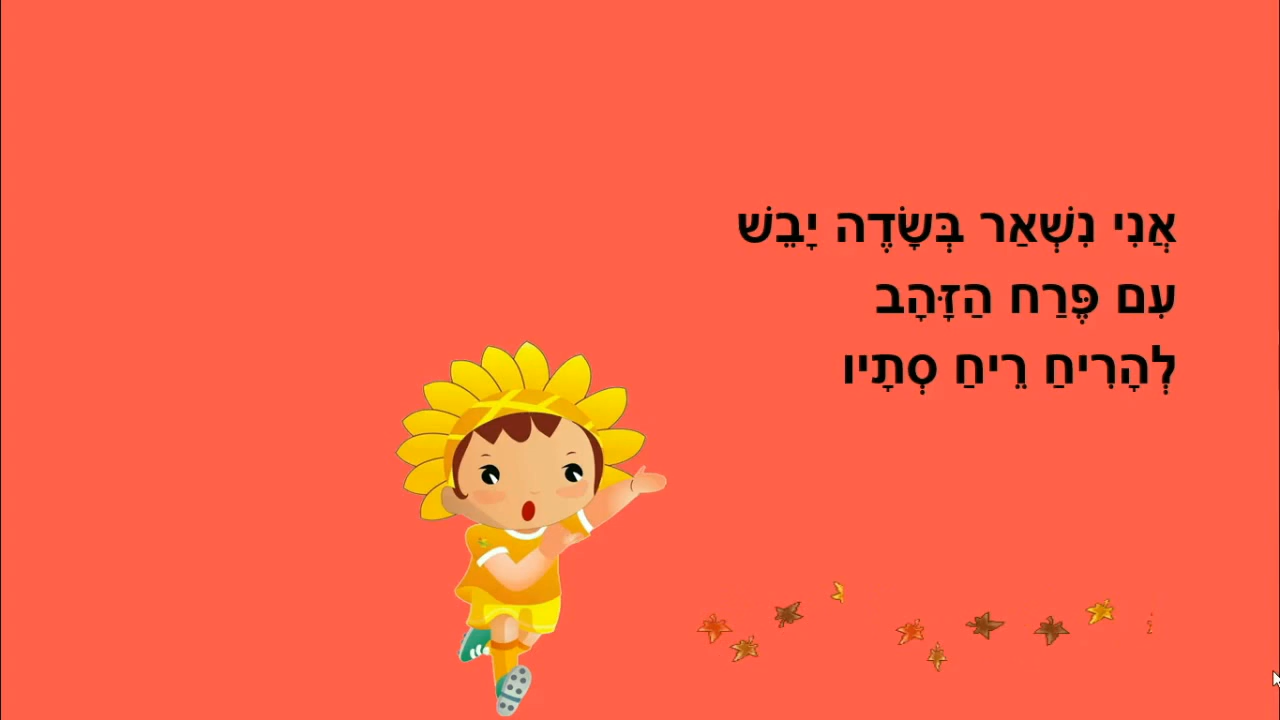 אֲנִי נִשְׁאַר בְּשָׂדֶה יָבֵשׁ
עִם פֶּרַח הַזָּהָב
לְהָרִיחַ רֵיחַ סְתָיו